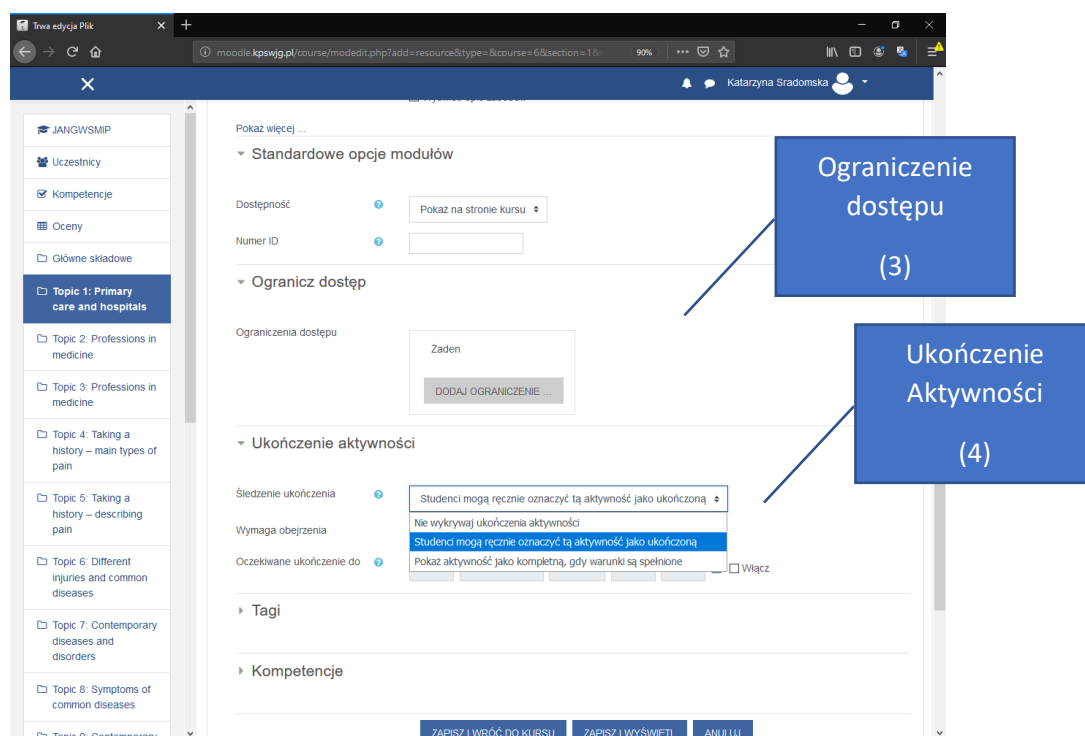 Trwa edycja Plik
moodle.kpswjg.pl/course/modedit.php?add=resource&type=&course=6&section=1&
90%
Katarzyna Sradomska
JANGWSMIP
Uczestnicy
Kompetencje
Oceny
Główne składowe
Topic 1: Primary
care and hospitals
Topic 2: Professions in
medicine
Topic 3: Professions in
medicine
Topic 4: Taking a
history – main types of
pain
Topic 5: Taking a
history – describing
pain
Topic 6: Different
injuries and common
diseases
Topic 7: Contemporary
diseases and
disorders
Topic 8: Symptoms of
common diseases
Topic 9: Contemporary
Pokaż więcej ...
Standardowe opcje modułów
Dostępność
Pokaż na stronie kursu
Numer ID
Ogranicz dostęp
Ograniczenia dostępu
Żaden
DODAJ OGRANICZENIE ...
Ukończenie aktywności
Śledzenie ukończenia
Studenci mogą ręcznie oznaczyć tą aktywność jako ukończoną
Nie wykrywaj ukończenia aktywności
Studenci mogą ręcznie oznaczyć tą aktywność jako ukończoną
Pokaż aktywność jako kompletną, gdy warunki są spełnione
Wymaga obejrzenia
Oczekiwane ukończenie do
Włącz
Tagi
Kompetencje
ZAPISZ I WRÓĆ DO KURSU
ZAPISZ I WYŚWIETL
ANULUJ
Ograniczenie
dostępu
(3)
Ukończenie
Aktywności
(4)